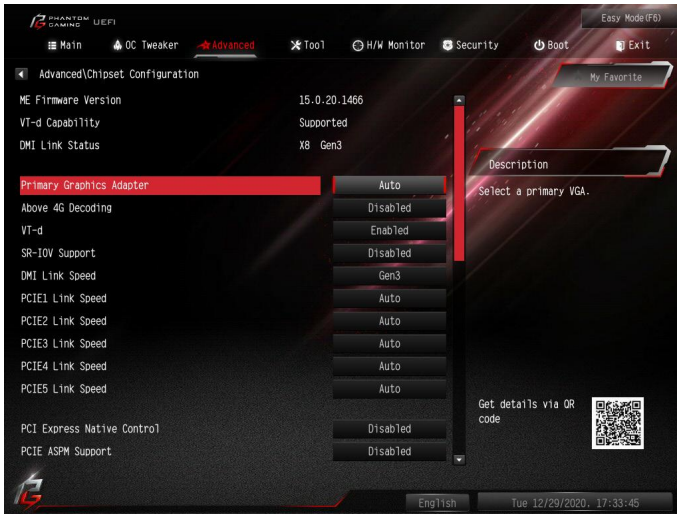 PHANTOM GAMING UEFI
Easy Mode(F6)
Main OC Tweaker Advanced Tool H/W Monitor Security Boot Exit
Advanced\Chipset Configuration
My Favorite
ME Firmware Version 15.0.20.1466
VT-d Capability Supported
DMI Link Status X8 Gen3
Description
Select a primary VGA.
Primary Graphics Adapter Auto
Above 4G Decoding Disabled
VT-d Enabled
SR-IOV Support Disabled
DMI Link Speed Gen3
PCIE1 Link Speed Auto
PCIE2 Link Speed Auto
PCIE3 Link Speed Auto
PCIE4 Link Speed Auto
PCIE5 Link Speed Auto
PCI Express Native Control Disabled
PCIE ASPM Support Disabled
Get details via QR
code
English
Tue 12/29/2020. 17:33:45